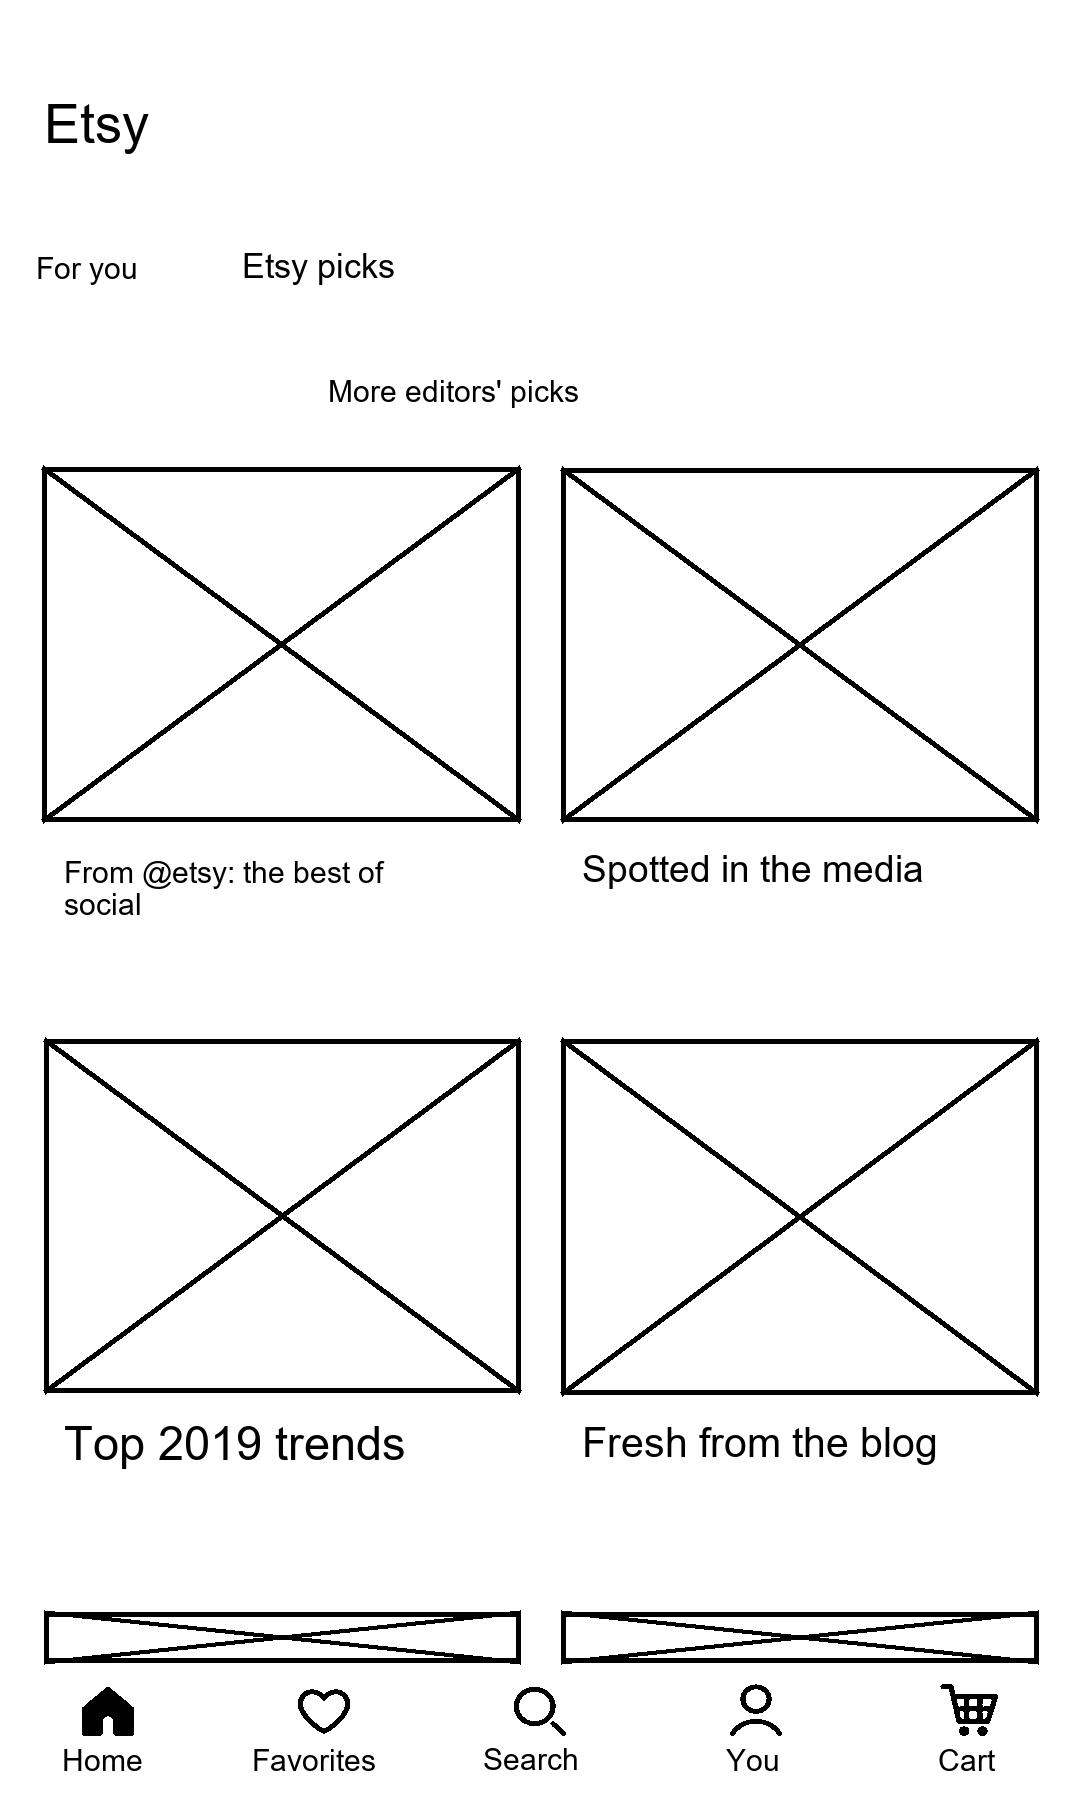 Etsy
For you
Etsy picks
More editors' picks
From @etsy: the best of
social
Spotted in the media
Top 2019 trends
Fresh from the blog
Home
Favorites
Search
You
Cart